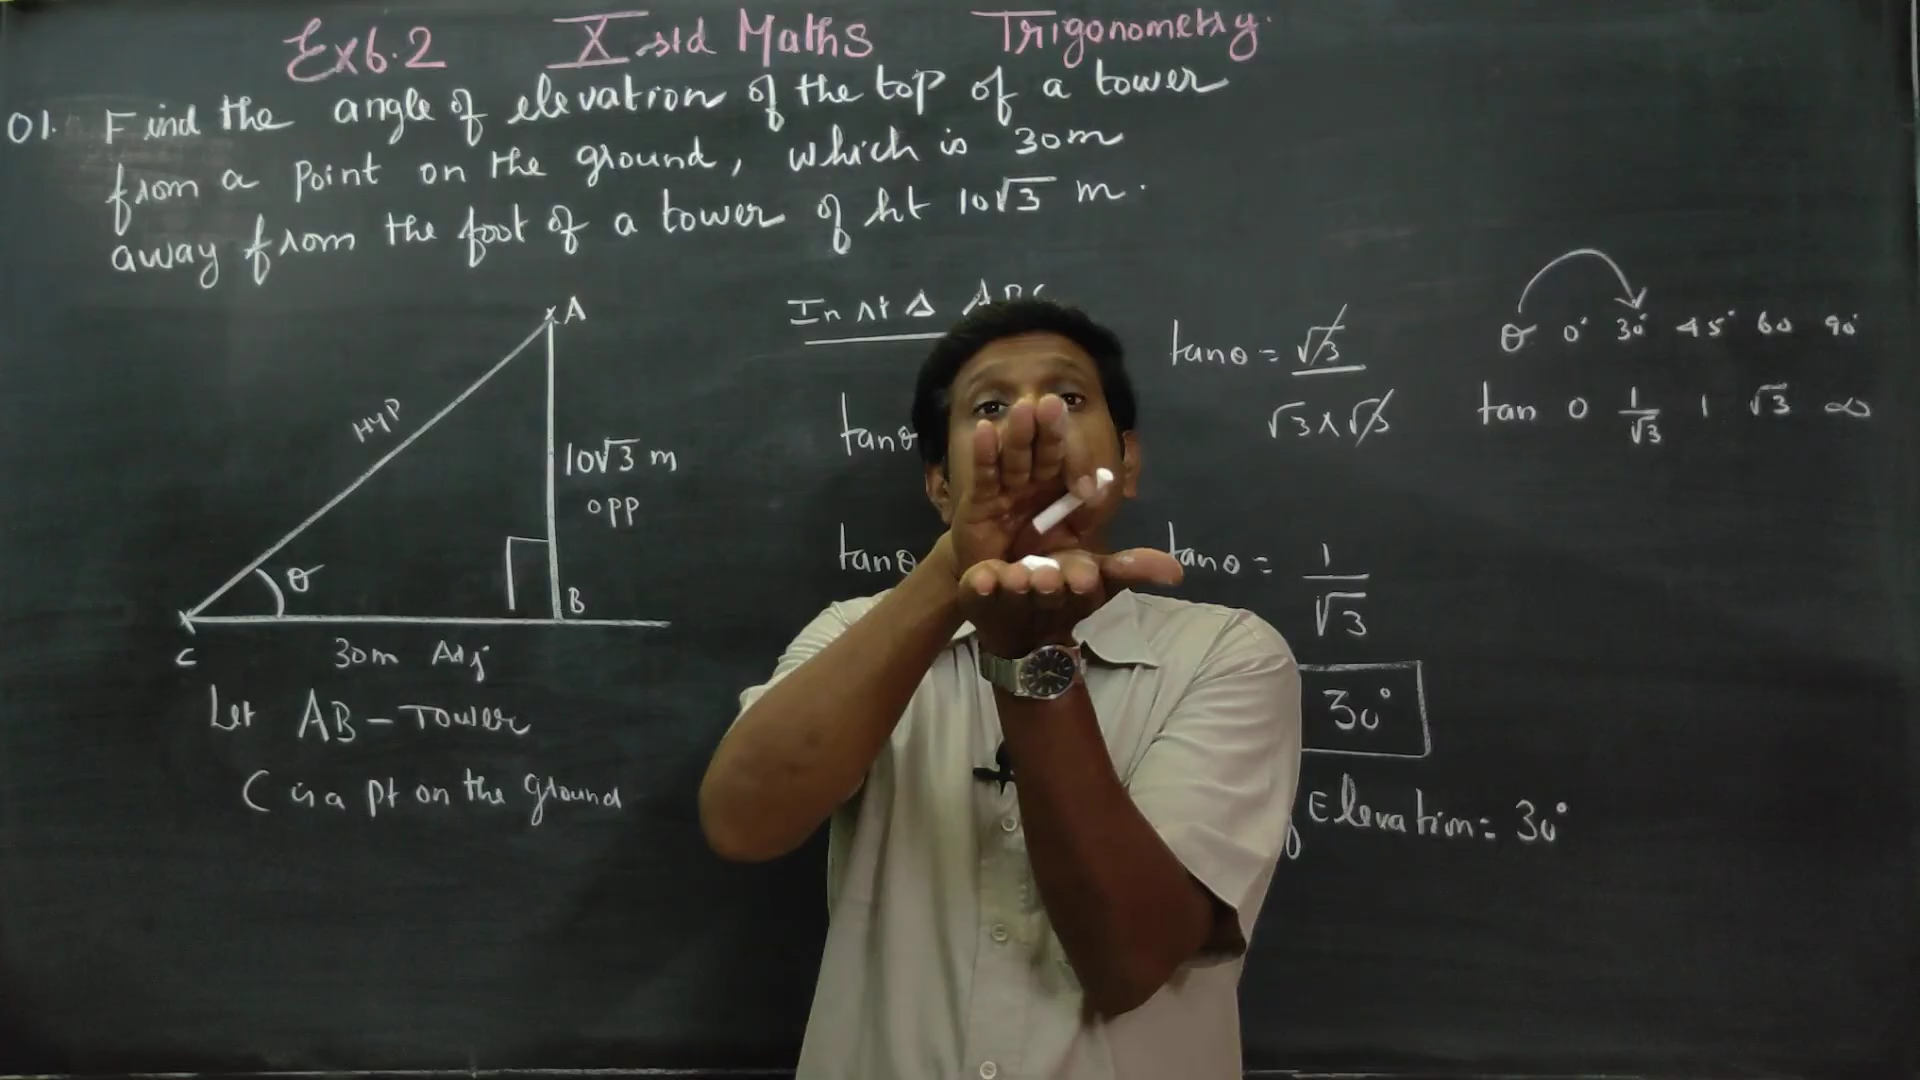 Ex 6.2 X std Maths Trigonometry.
01. Find the angle of elevation of the top of a tower
from a point on the ground, which is 30m
away from the foot of a tower of ht 10√3 m.
A
HYP
10√3 m
OPP
θ
B
C
30m Adj
Let AB - Tower
C is a pt on the ground
In rt Δ ABC
tanθ
tanθ
tanθ = √3
√3 × √3
tanθ = 1
√3
30°
Elevation = 30°
θ 0° 30° 45° 60 90°
tan 0 1/√3 1 √3 ∞